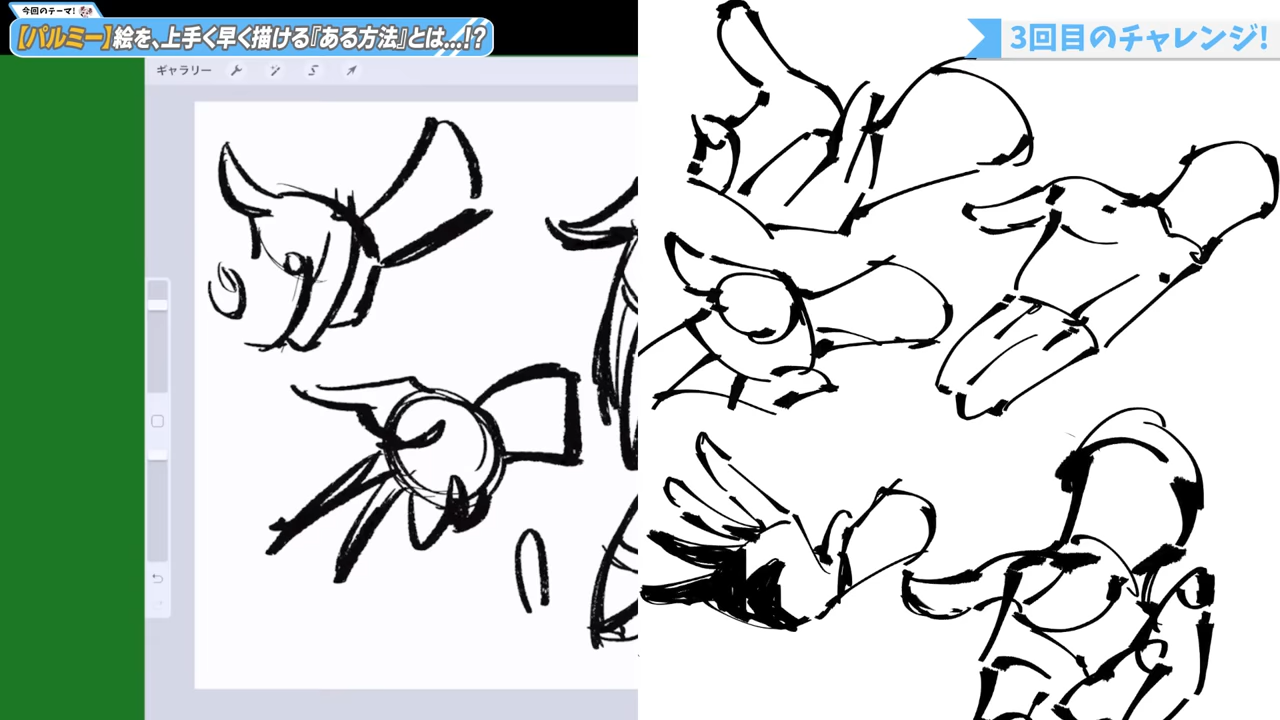 今回のテーマ!
【パルミー】絵を、上手く早く描ける『ある方法』とは...!?
3回目のチャレンジ!
ギャラリー